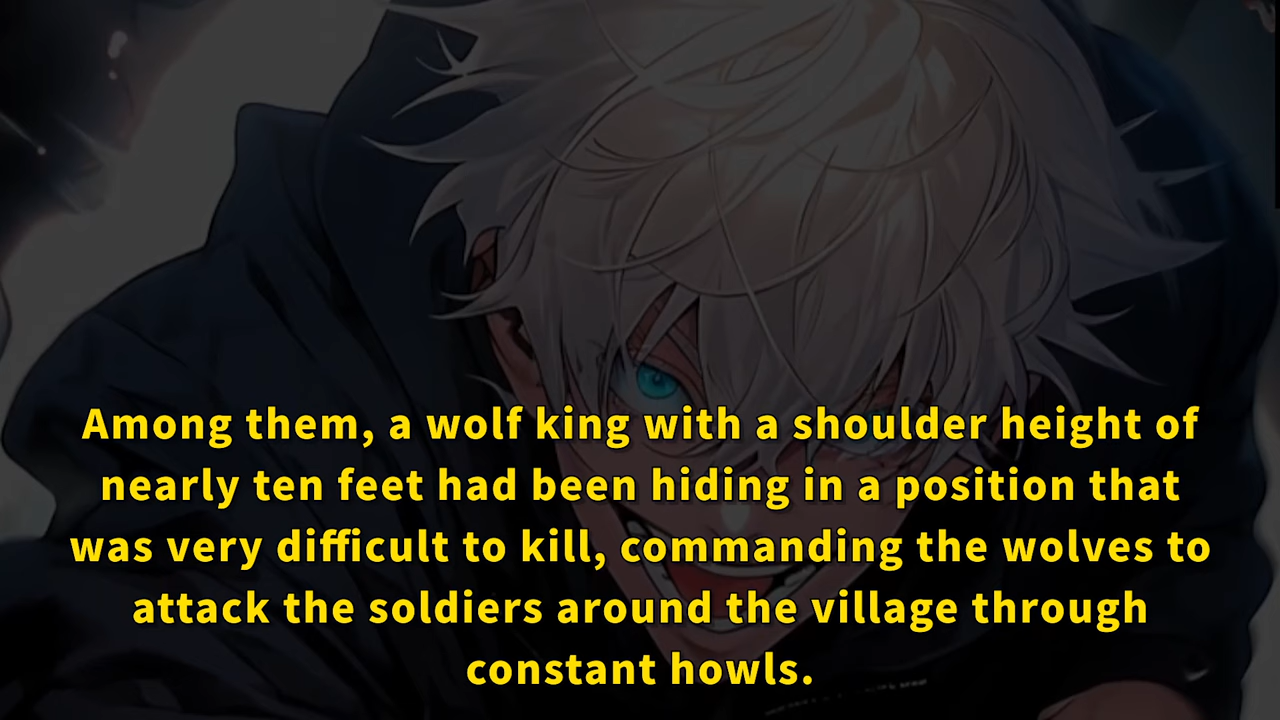 Among them, a wolf king with a shoulder height of
nearly ten feet had been hiding in a position that
was very difficult to kill, commanding the wolves to
attack the soldiers around the village through
constant howls.